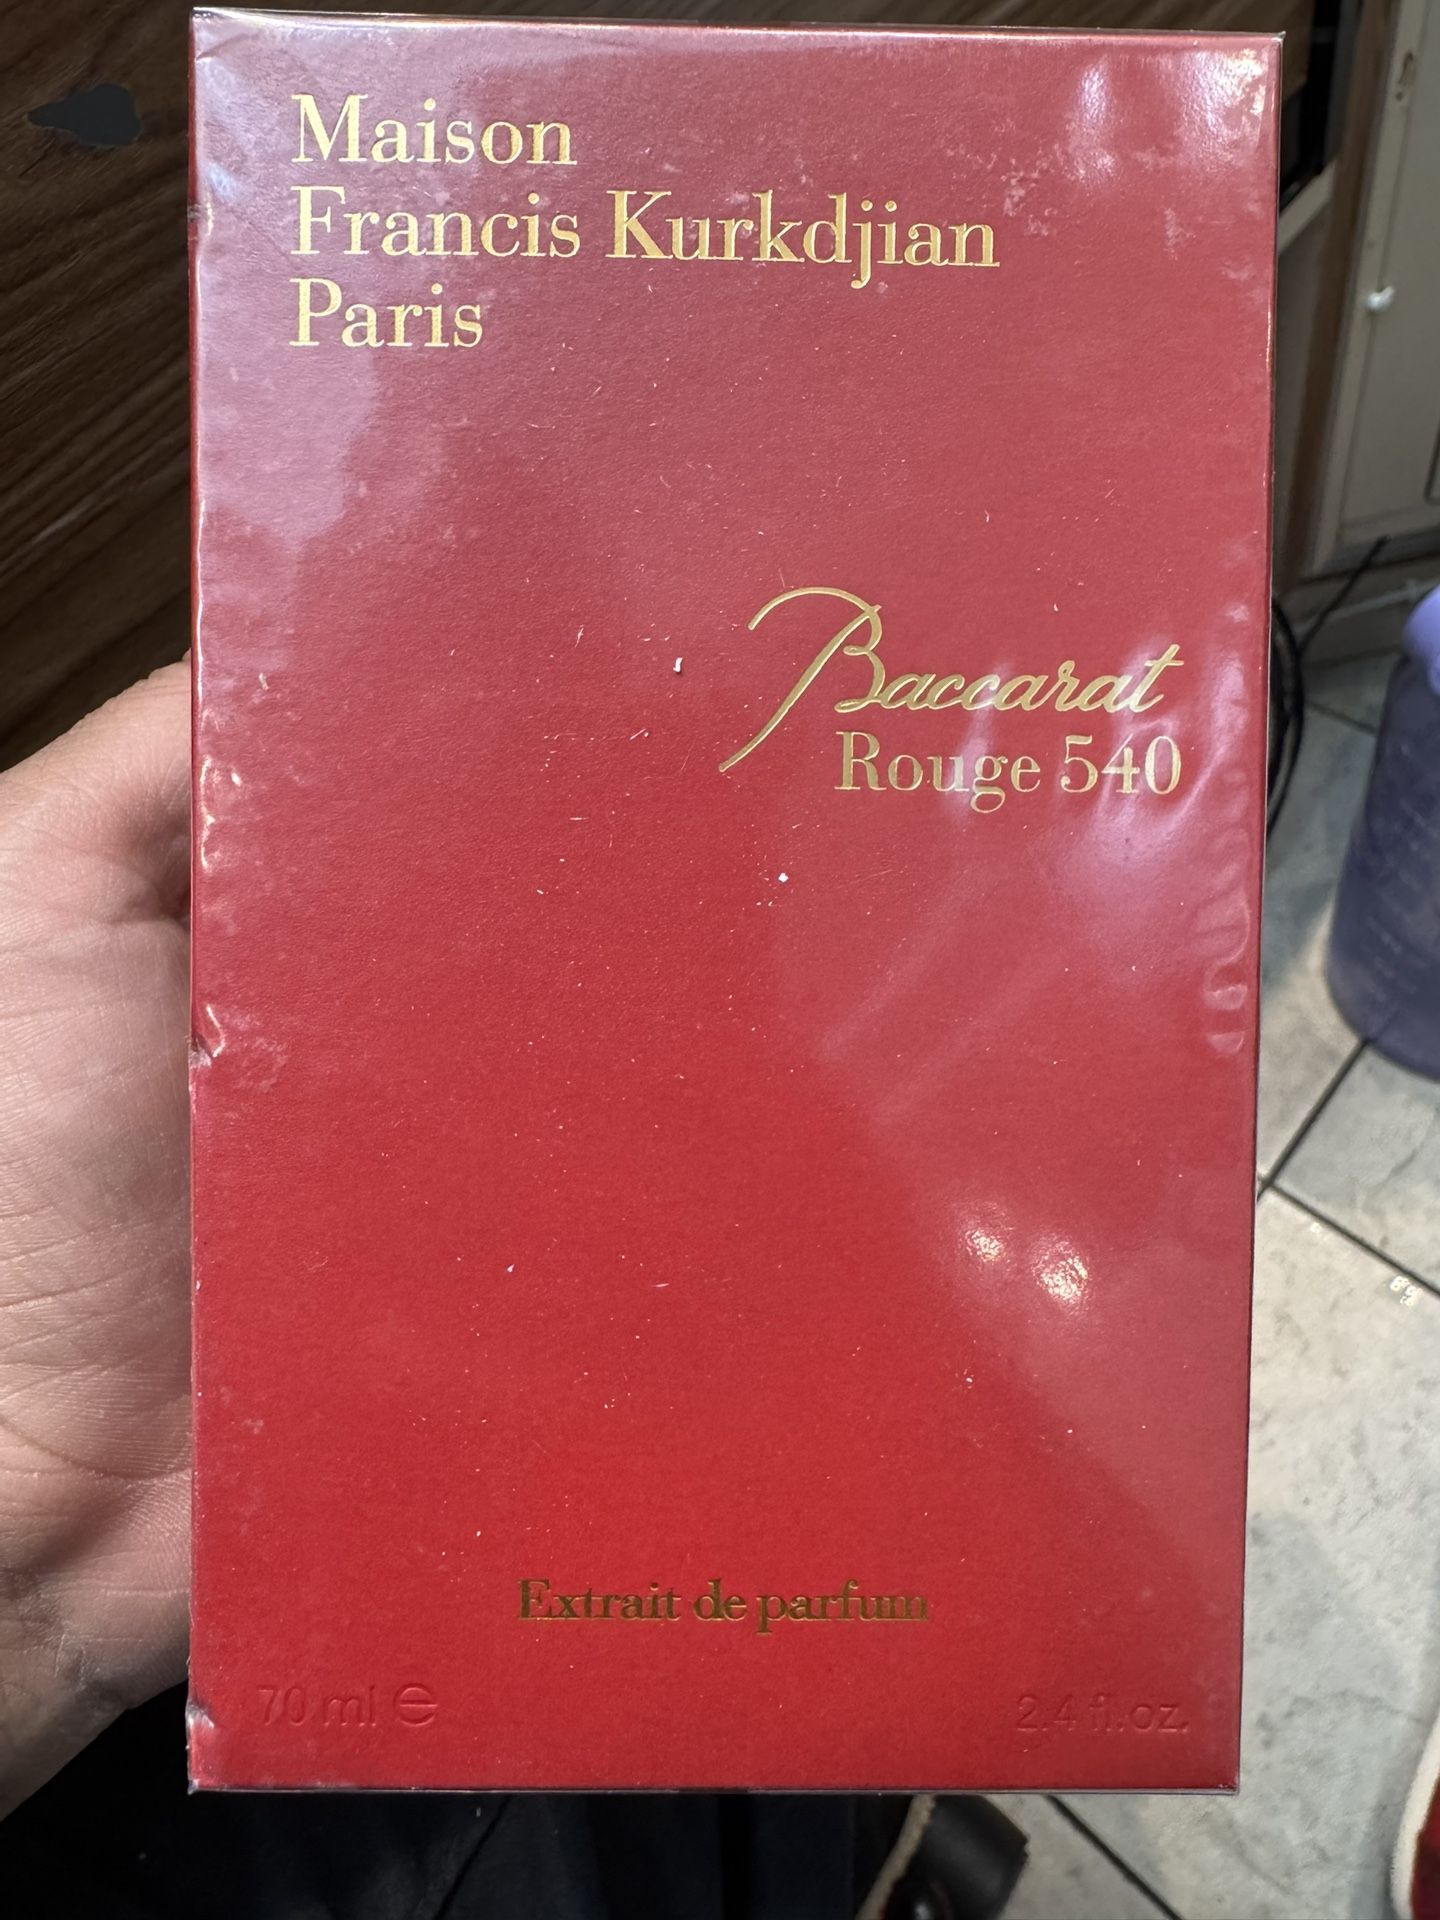 Maison
Francis Kurkdjian
Paris
Baccarat
Rouge 540
Extrait de parfum
70 ml ℮
2.4 fl.oz.